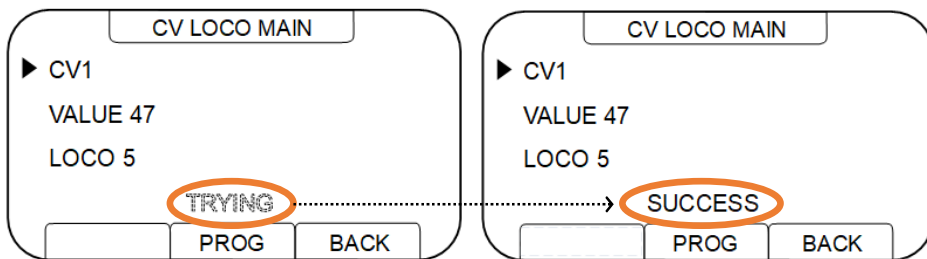 CV LOCO MAIN
CV1
VALUE 47
LOCO 5
TRYING
PROG BACK
CV LOCO MAIN
CV1
VALUE 47
LOCO 5
SUCCESS
PROG BACK